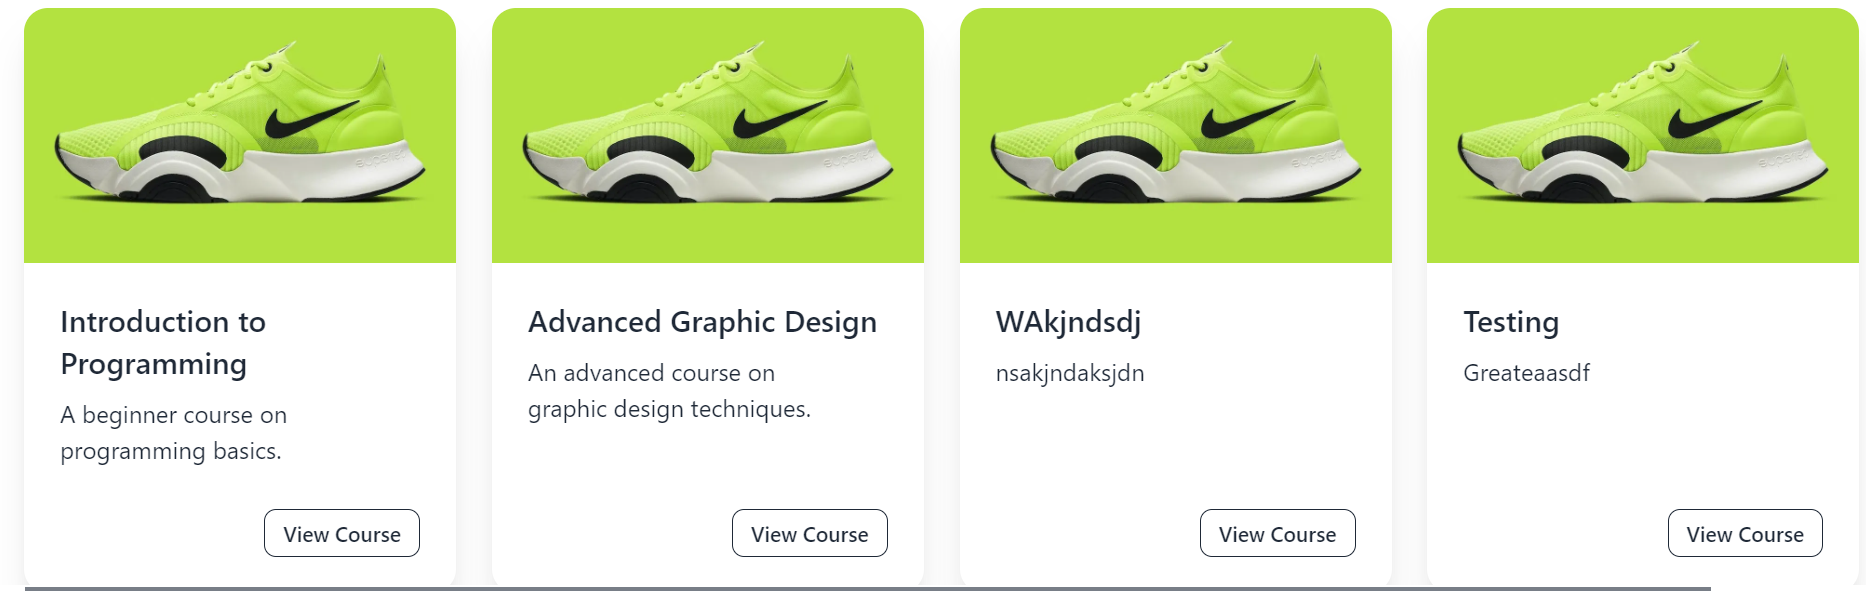 Introduction to
Programming
A beginner course on
programming basics.
View Course
Advanced Graphic Design
An advanced course on
graphic design techniques.
View Course
WAkjndsdj
nsakjndaksjdn
View Course
Testing
Greateaasdf
View Course